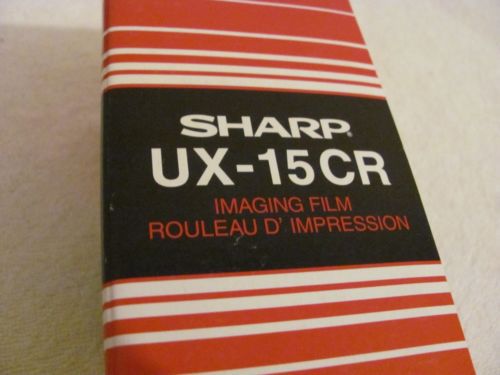 SHARP®
UX-15CR
IMAGING FILM
ROULEAU D' IMPRESSION